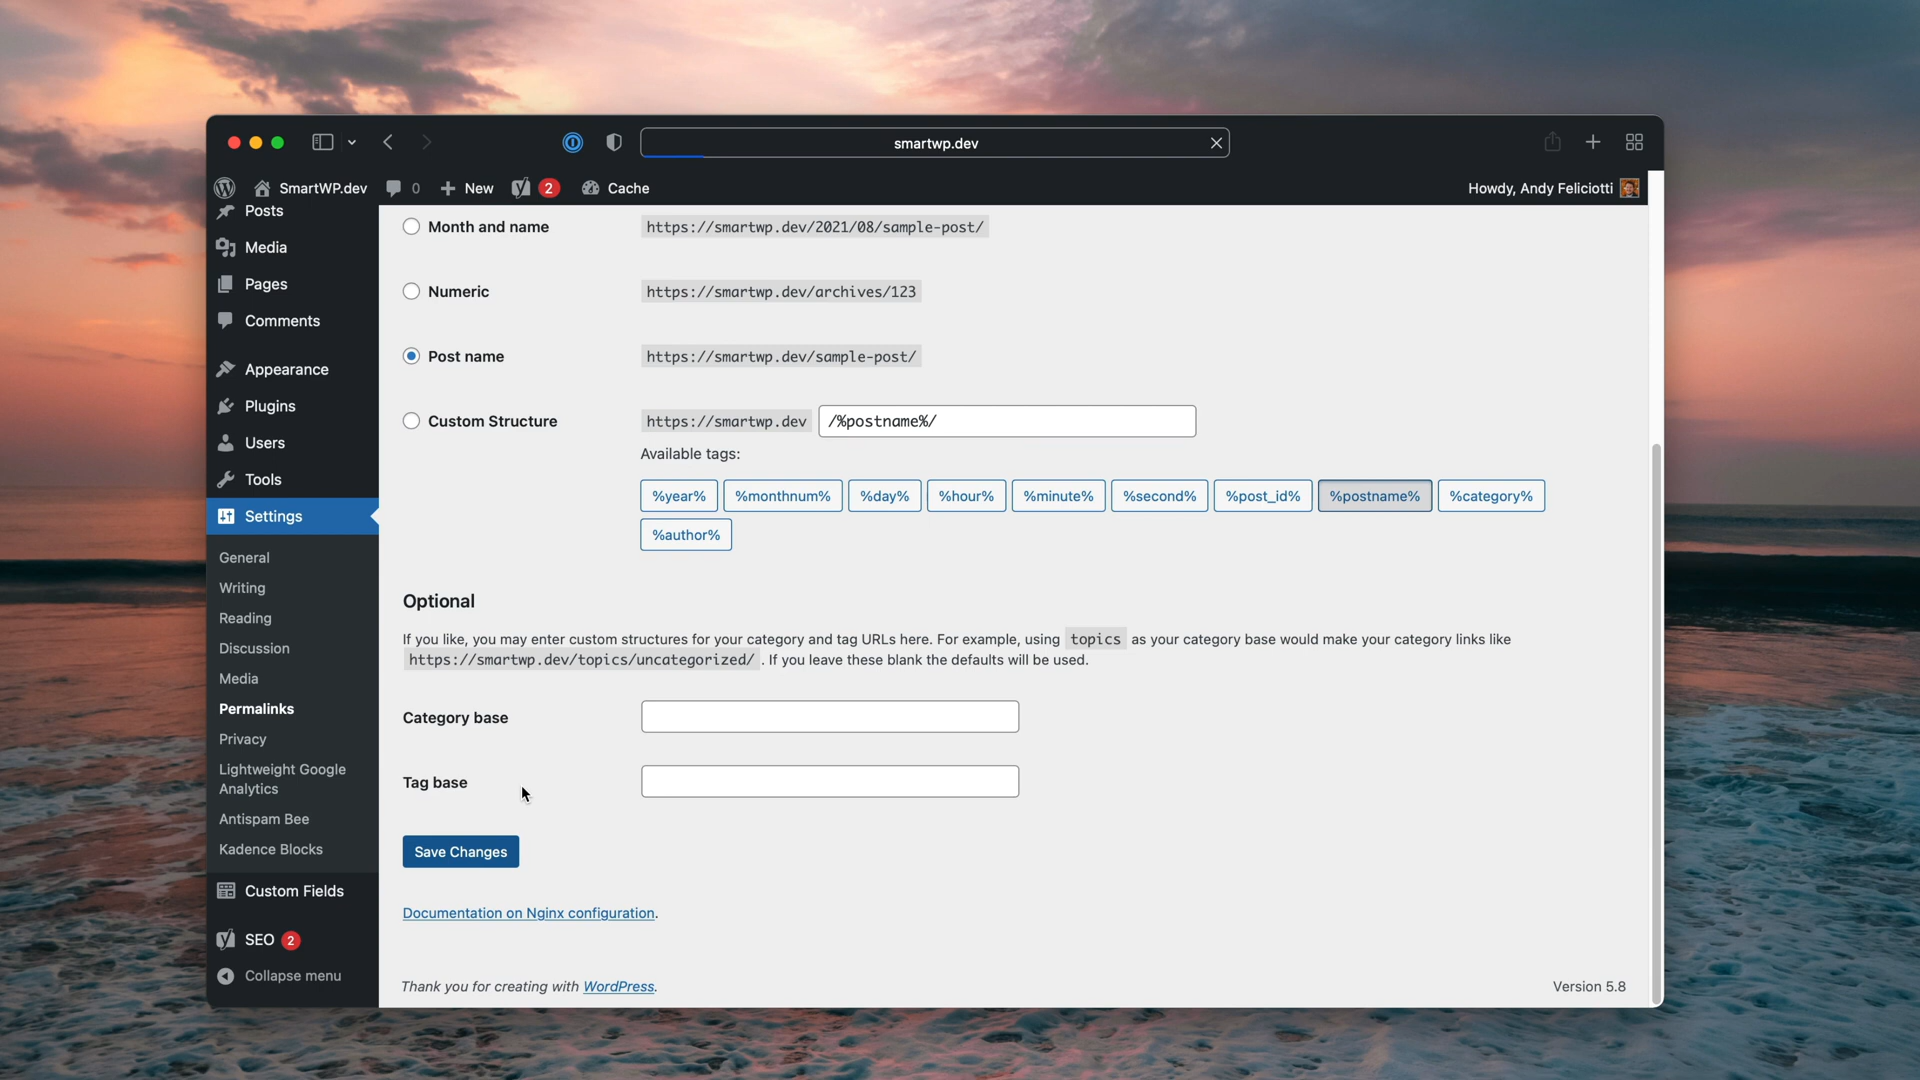 smartwp.dev
SmartWP.dev 0 New 2 Cache Howdy, Andy Feliciotti
Posts
Media
Pages
Comments
Appearance
Plugins
Users
Tools
Settings
General
Writing
Reading
Discussion
Media
Permalinks
Privacy
Lightweight Google
Analytics
Antispam Bee
Kadence Blocks
Custom Fields
SEO 2
Collapse menu
Month and name https://smartwp.dev/2021/08/sample-post/
Numeric https://smartwp.dev/archives/123
Post name https://smartwp.dev/sample-post/
Custom Structure https://smartwp.dev /%postname%/
Available tags:
%year% %monthnum% %day% %hour% %minute% %second% %post_id% %postname% %category%
%author%
Optional
If you like, you may enter custom structures for your category and tag URLs here. For example, using topics as your category base would make your category links like
https://smartwp.dev/topics/uncategorized/ . If you leave these blank the defaults will be used.
Category base
Tag base
Save Changes
Documentation on Nginx configuration.
Thank you for creating with WordPress. Version 5.8